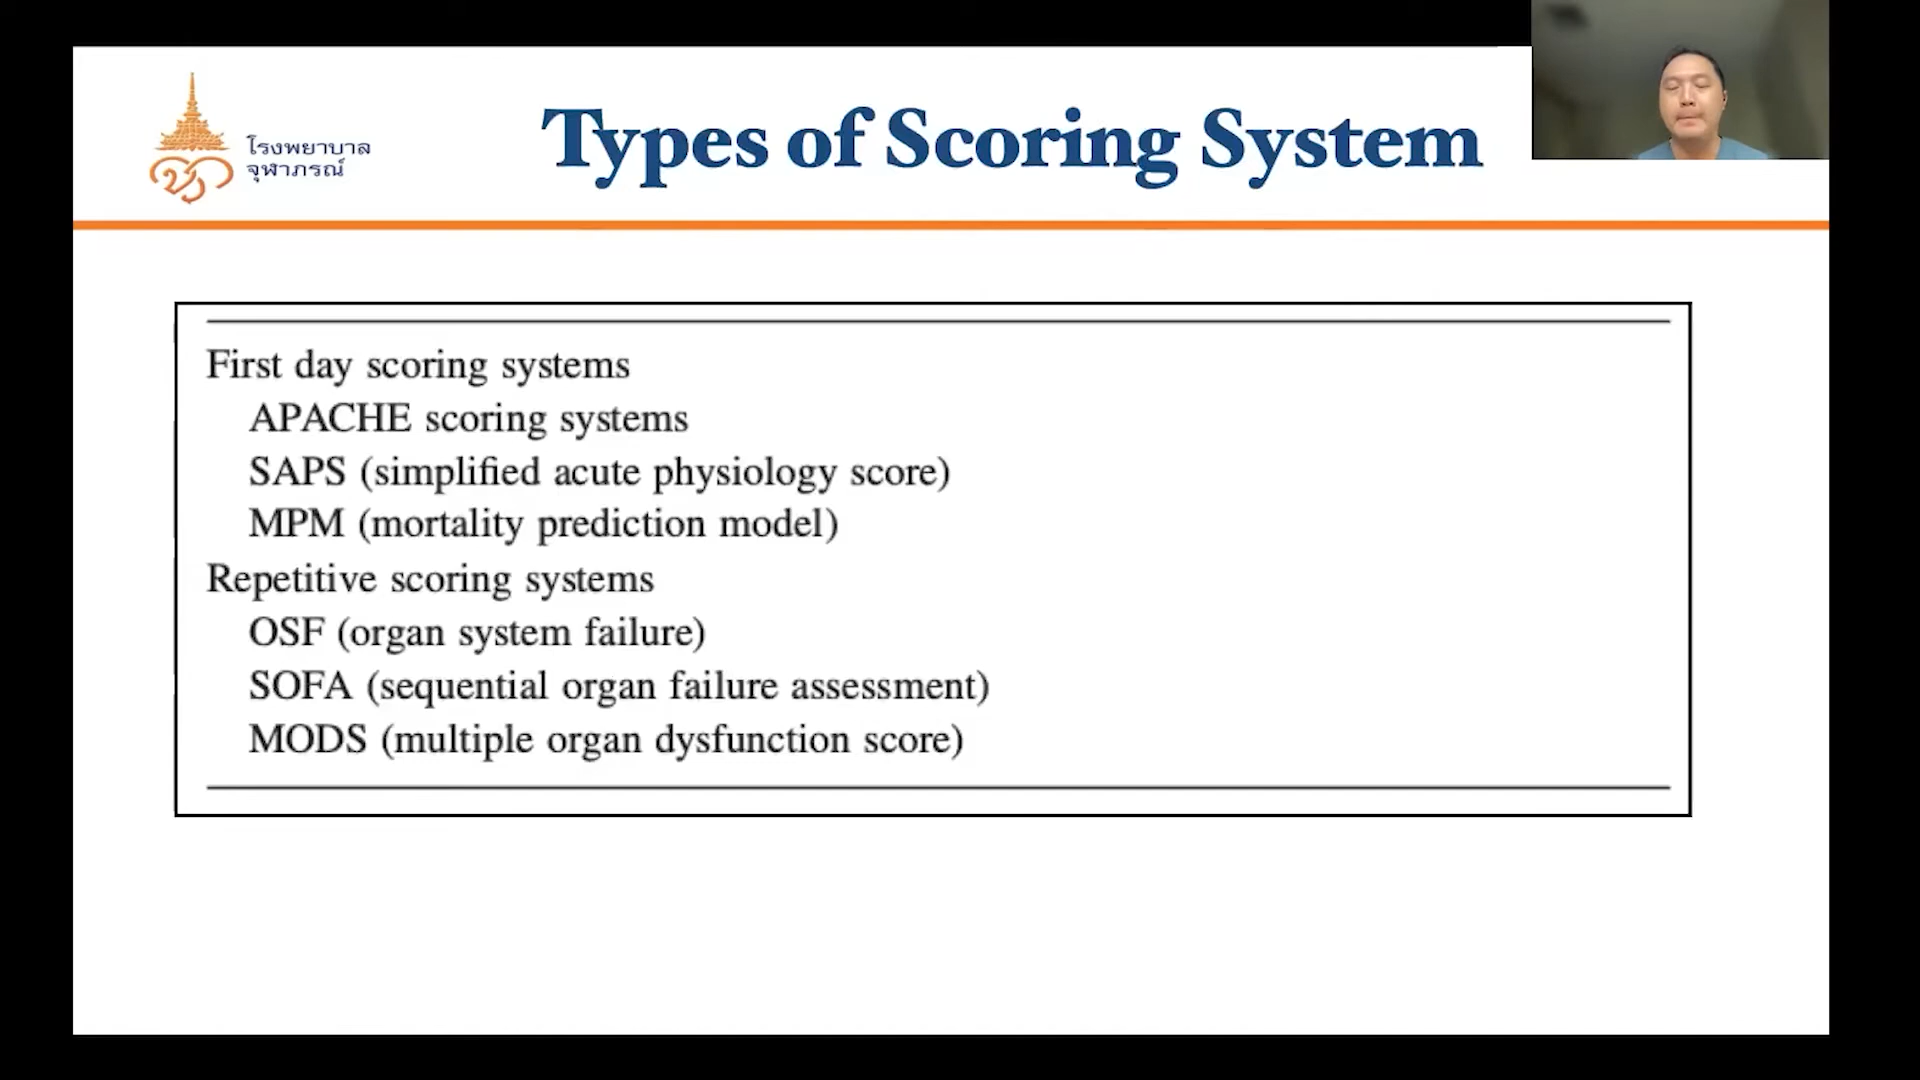 โรงพยาบาล
จุฬาภรณ์
Types of Scoring System
First day scoring systems
APACHE scoring systems
SAPS (simplified acute physiology score)
MPM (mortality prediction model)
Repetitive scoring systems
OSF (organ system failure)
SOFA (sequential organ failure assessment)
MODS (multiple organ dysfunction score)